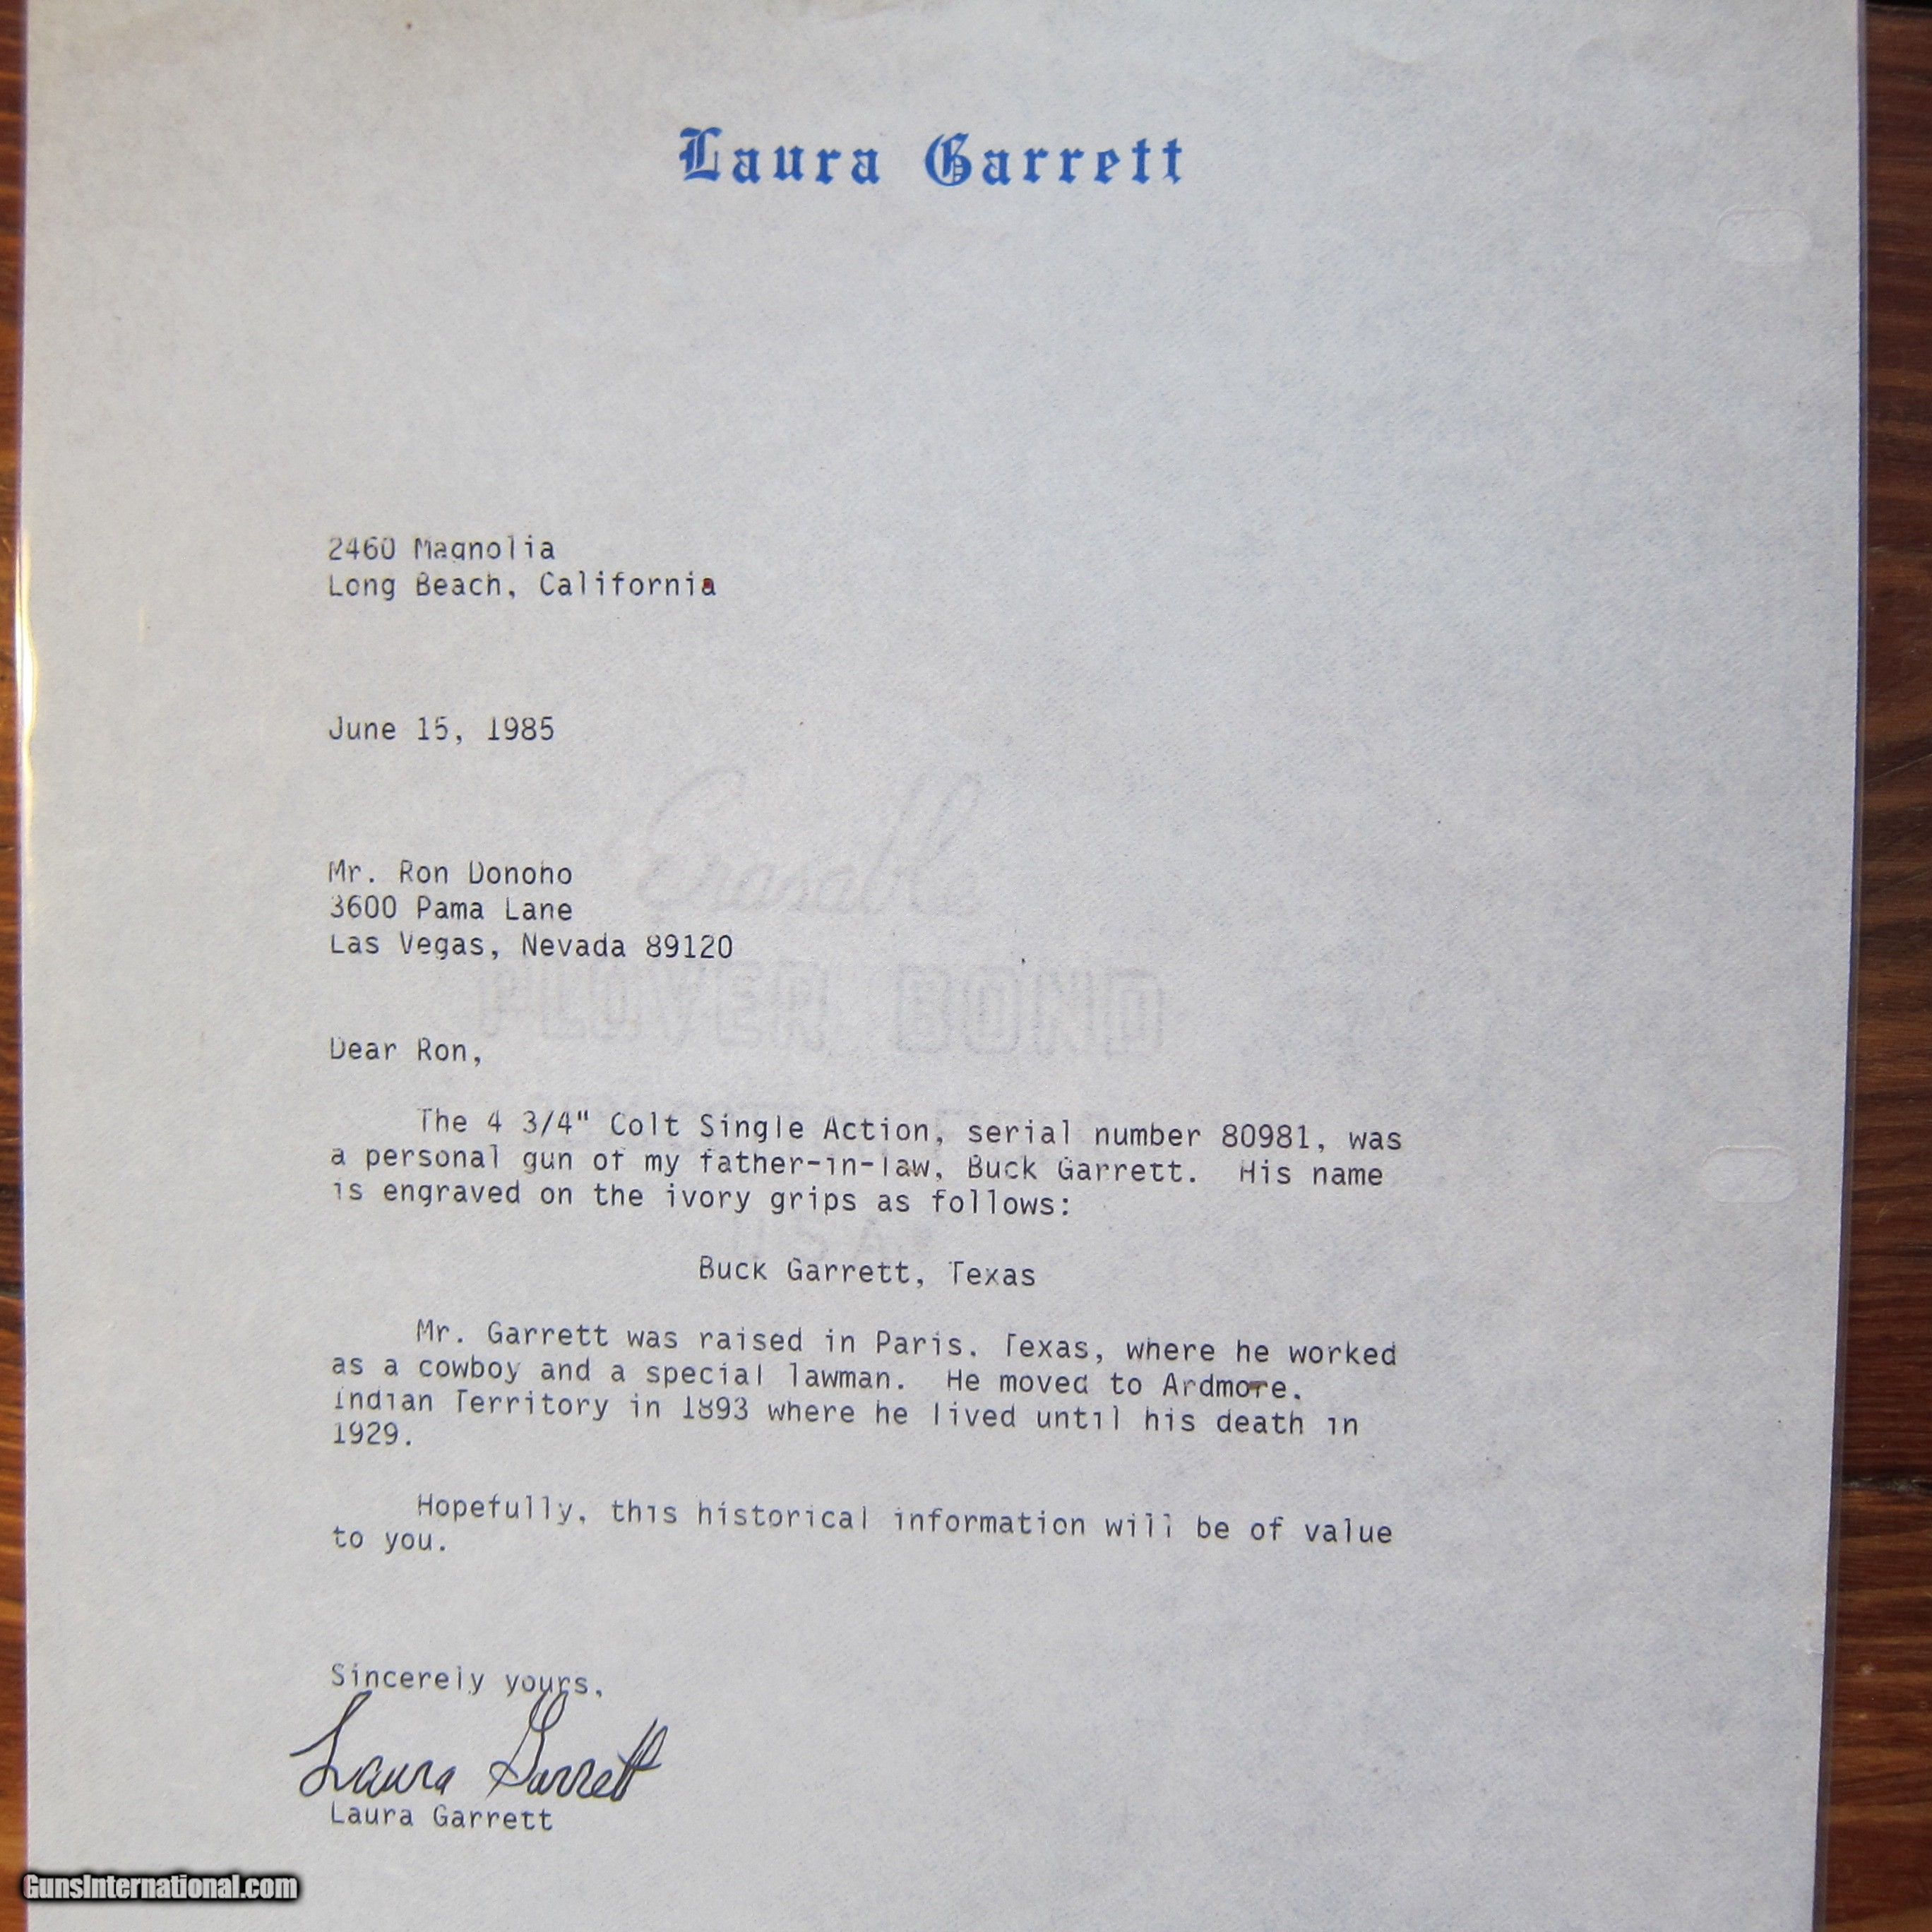 Laura Garrett
2460 Magnolia
Long Beach, California
June 15, 1985
Mr. Ron Donoho
3600 Pama Lane
Las Vegas, Nevada 89120
Erasable
PLOVER BOND
Dear Ron,
The 4 3/4" Colt Single Action, serial number 80981, was
a personal gun of my father-in-law, Buck Garrett. His name
is engraved on the ivory grips as follows:
USA
Buck Garrett, Texas
Mr. Garrett was raised in Paris, Texas, where he worked
as a cowboy and a special lawman. He moved to Ardmore,
Indian Territory in 1893 where he lived until his death in
1929.
Hopefully, this historical information will be of value
to you.
Sincerely yours,
Laura Garrett
Laura Garrett
GunsInternational.com